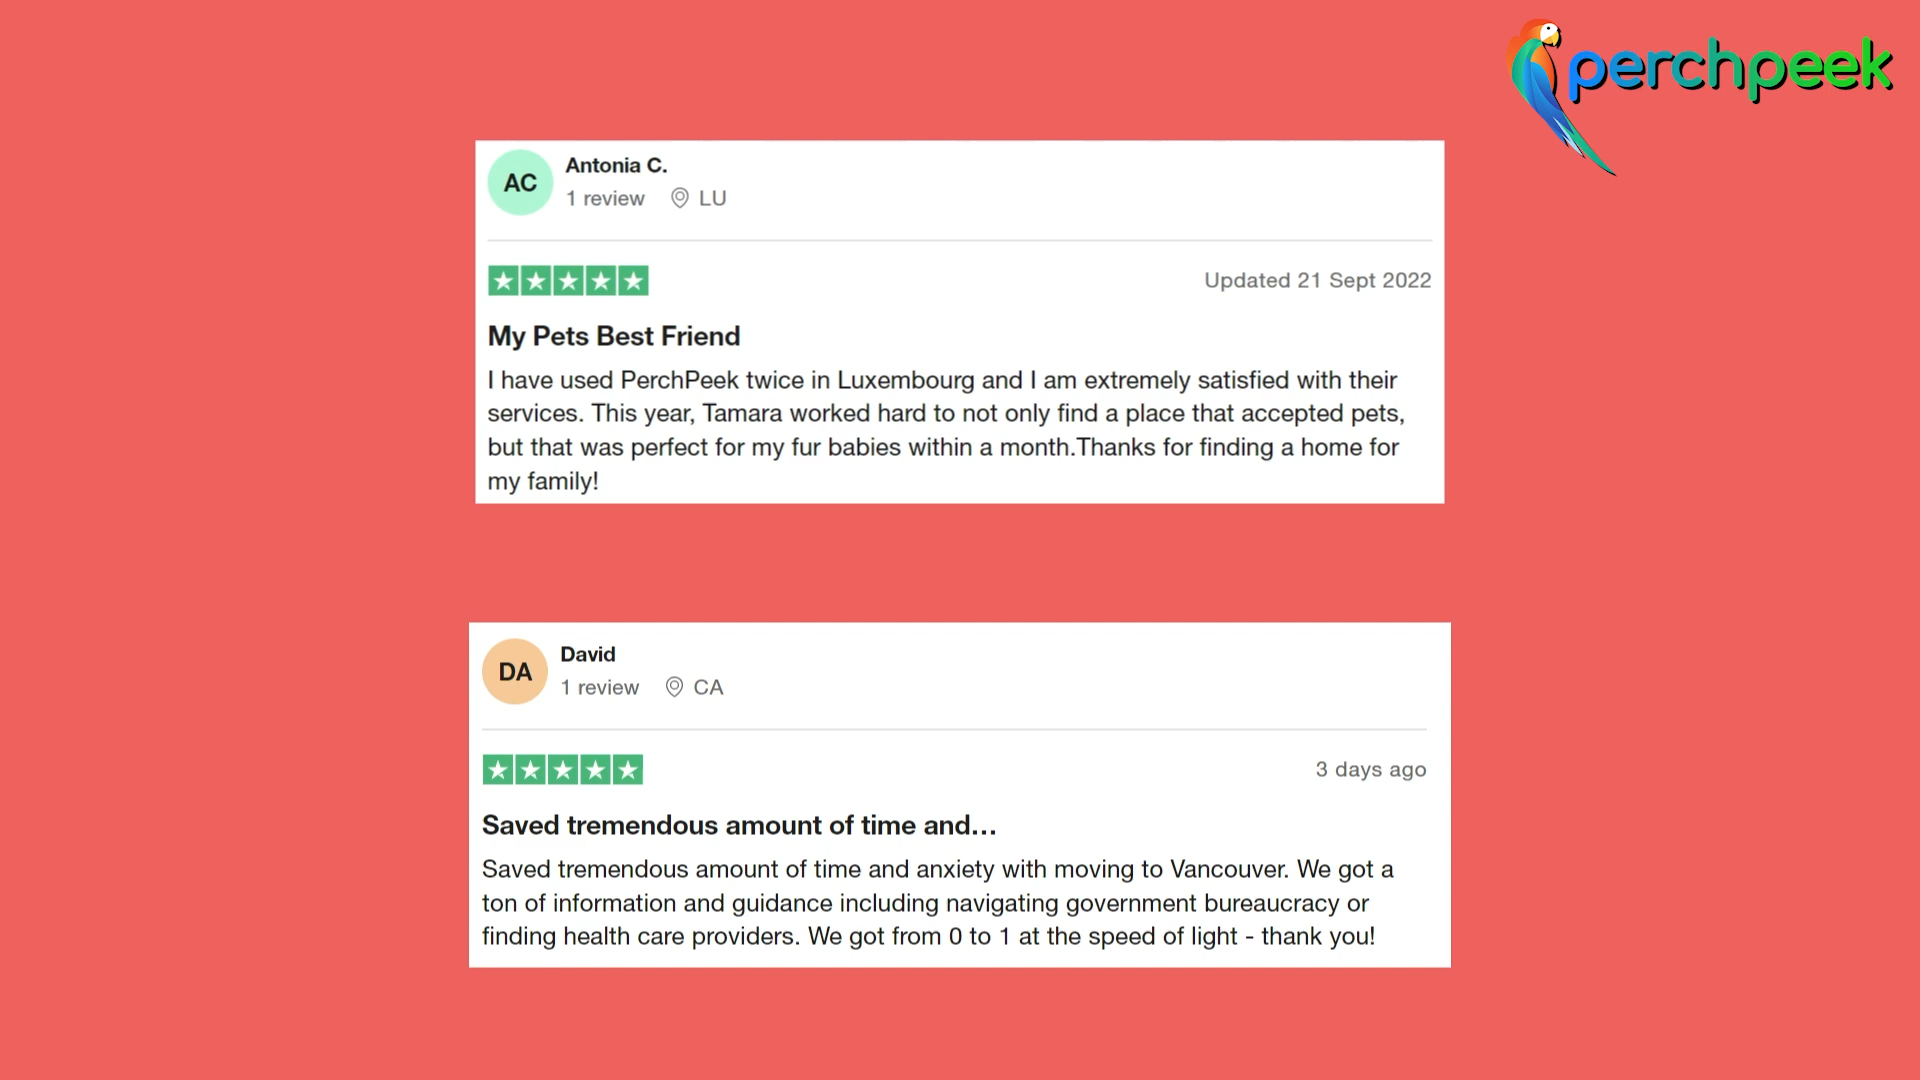 perchpeek
AC
Antonia C.
1 review LU
Updated 21 Sept 2022
My Pets Best Friend
I have used PerchPeek twice in Luxembourg and I am extremely satisfied with their
services. This year, Tamara worked hard to not only find a place that accepted pets,
but that was perfect for my fur babies within a month.Thanks for finding a home for
my family!
DA
David
1 review CA
3 days ago
Saved tremendous amount of time and…
Saved tremendous amount of time and anxiety with moving to Vancouver. We got a
ton of information and guidance including navigating government bureaucracy or
finding health care providers. We got from 0 to 1 at the speed of light - thank you!